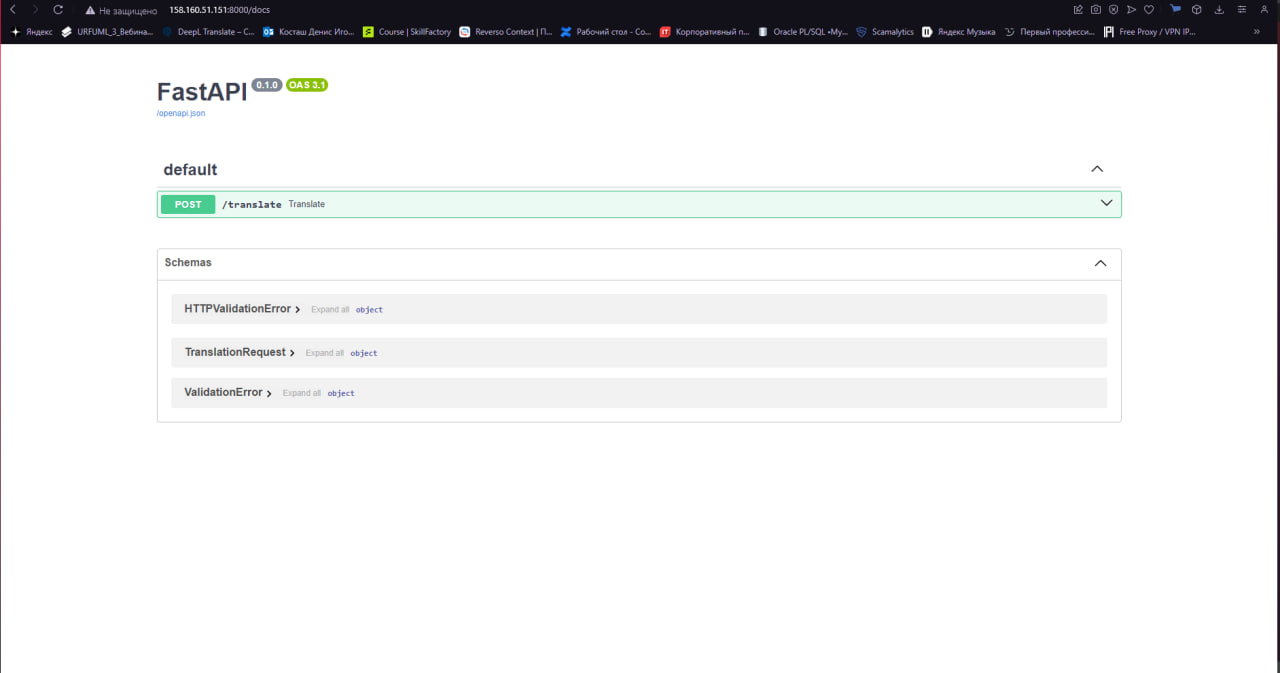 Не защищено 158.160.51.151:8000/docs
Яндекс URFUML_3_Вебина... DeepL Translate – C... Косташ Денис Иго... Course | SkillFactory Reverso Context | П... Рабочий стол - Co... Корпоративный п... Oracle PL/SQL •Му... Scamalytics Яндекс Музыка Первый професси... Free Proxy / VPN IP... »
FastAPI 0.1.0 OAS 3.1
/openapi.json
default
POST /translate Translate
Schemas
HTTPValidationError Expand all object
TranslationRequest Expand all object
ValidationError Expand all object